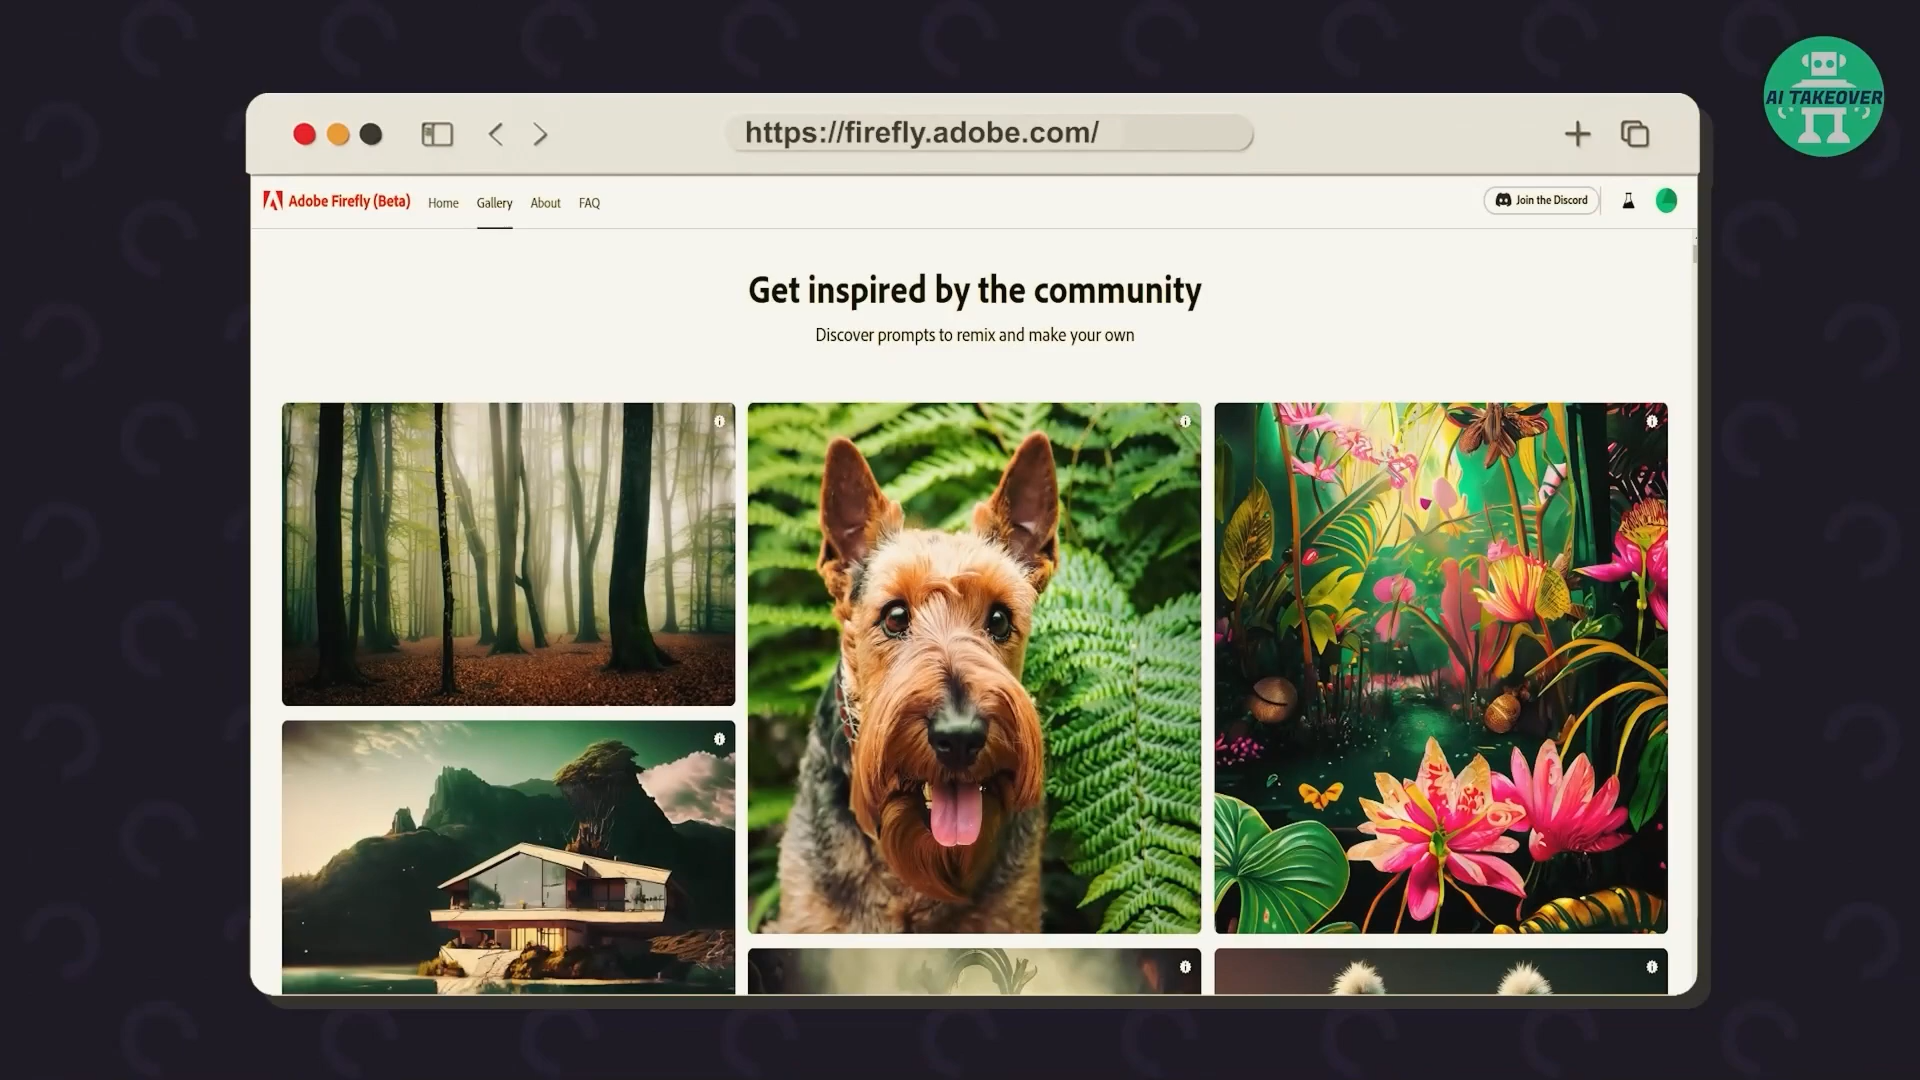 AI TAKEOVER
https://firefly.adobe.com/
Adobe Firefly (Beta)
Home
Gallery
About
FAQ
Join the Discord
Get inspired by the community
Discover prompts to remix and make your own